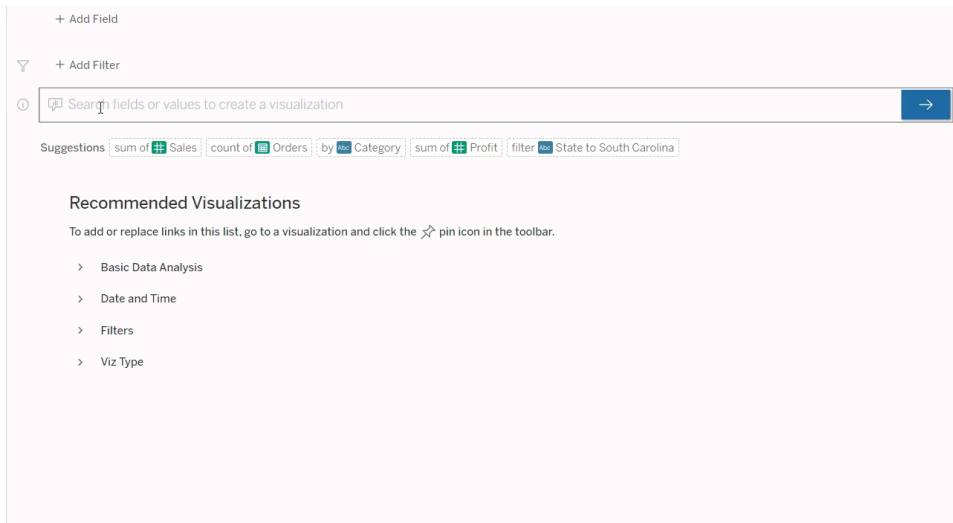 + Add Field
+ Add Filter
Search fields or values to create a visualization
Suggestions sum of # Sales count of Orders by Abc Category sum of # Profit filter Abc State to South Carolina
Recommended Visualizations
To add or replace links in this list, go to a visualization and click the pin icon in the toolbar.
> Basic Data Analysis
> Date and Time
> Filters
> Viz Type